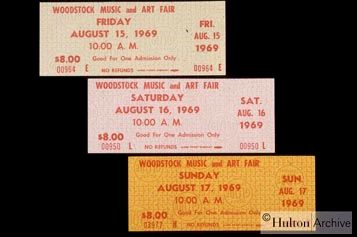 WOODSTOCK MUSIC and ART FAIR
FRIDAY
AUGUST 15, 1969
10:00 A. M.
$8.00 Good For One Admission Only
00964 E NO REFUNDS
FRI.
AUG. 15
1969
00964 E
WOODSTOCK MUSIC and ART FAIR
SATURDAY
AUGUST 16, 1969
10:00 A. M.
$8.00 Good For One Admission Only
00950 L NO REFUNDS
SAT.
AUG. 16
1969
00950 L
WOODSTOCK MUSIC and ART FAIR
SUNDAY
AUGUST 17, 1969
10:00 A. M.
$8.00 Good For One Admission Only
03977 NO REFUNDS
SUN.
AUG. 17
1969
© Hulton Archive